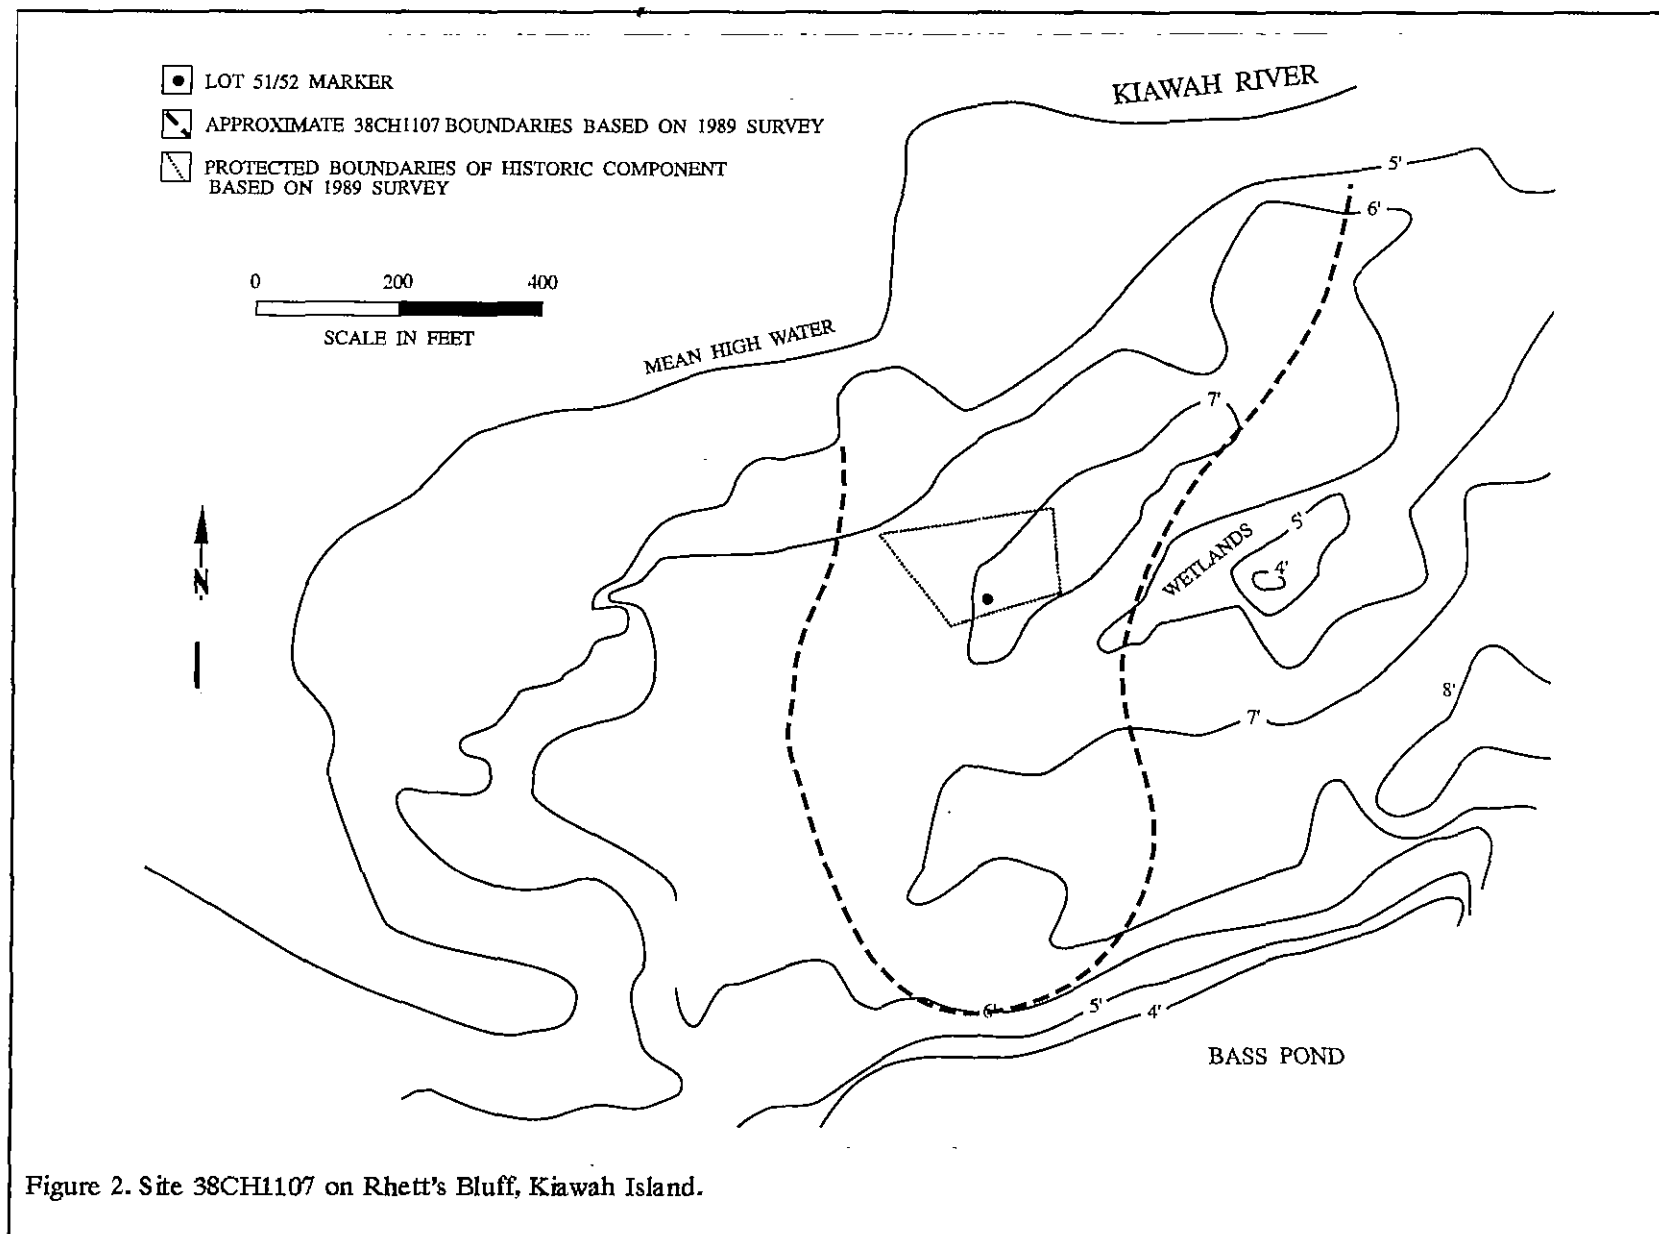 LOT 51/52 MARKER
APPROXIMATE 38CH1107 BOUNDARIES BASED ON 1989 SURVEY
PROTECTED BOUNDARIES OF HISTORIC COMPONENT
BASED ON 1989 SURVEY
KIAWAH RIVER
0 200 400
SCALE IN FEET
MEAN HIGH WATER
5'
6'
7'
N
WETLANDS
5'
4'
8'
7'
6'
5'
4'
BASS POND
Figure 2. Site 38CH1107 on Rhett's Bluff, Kiawah Island.